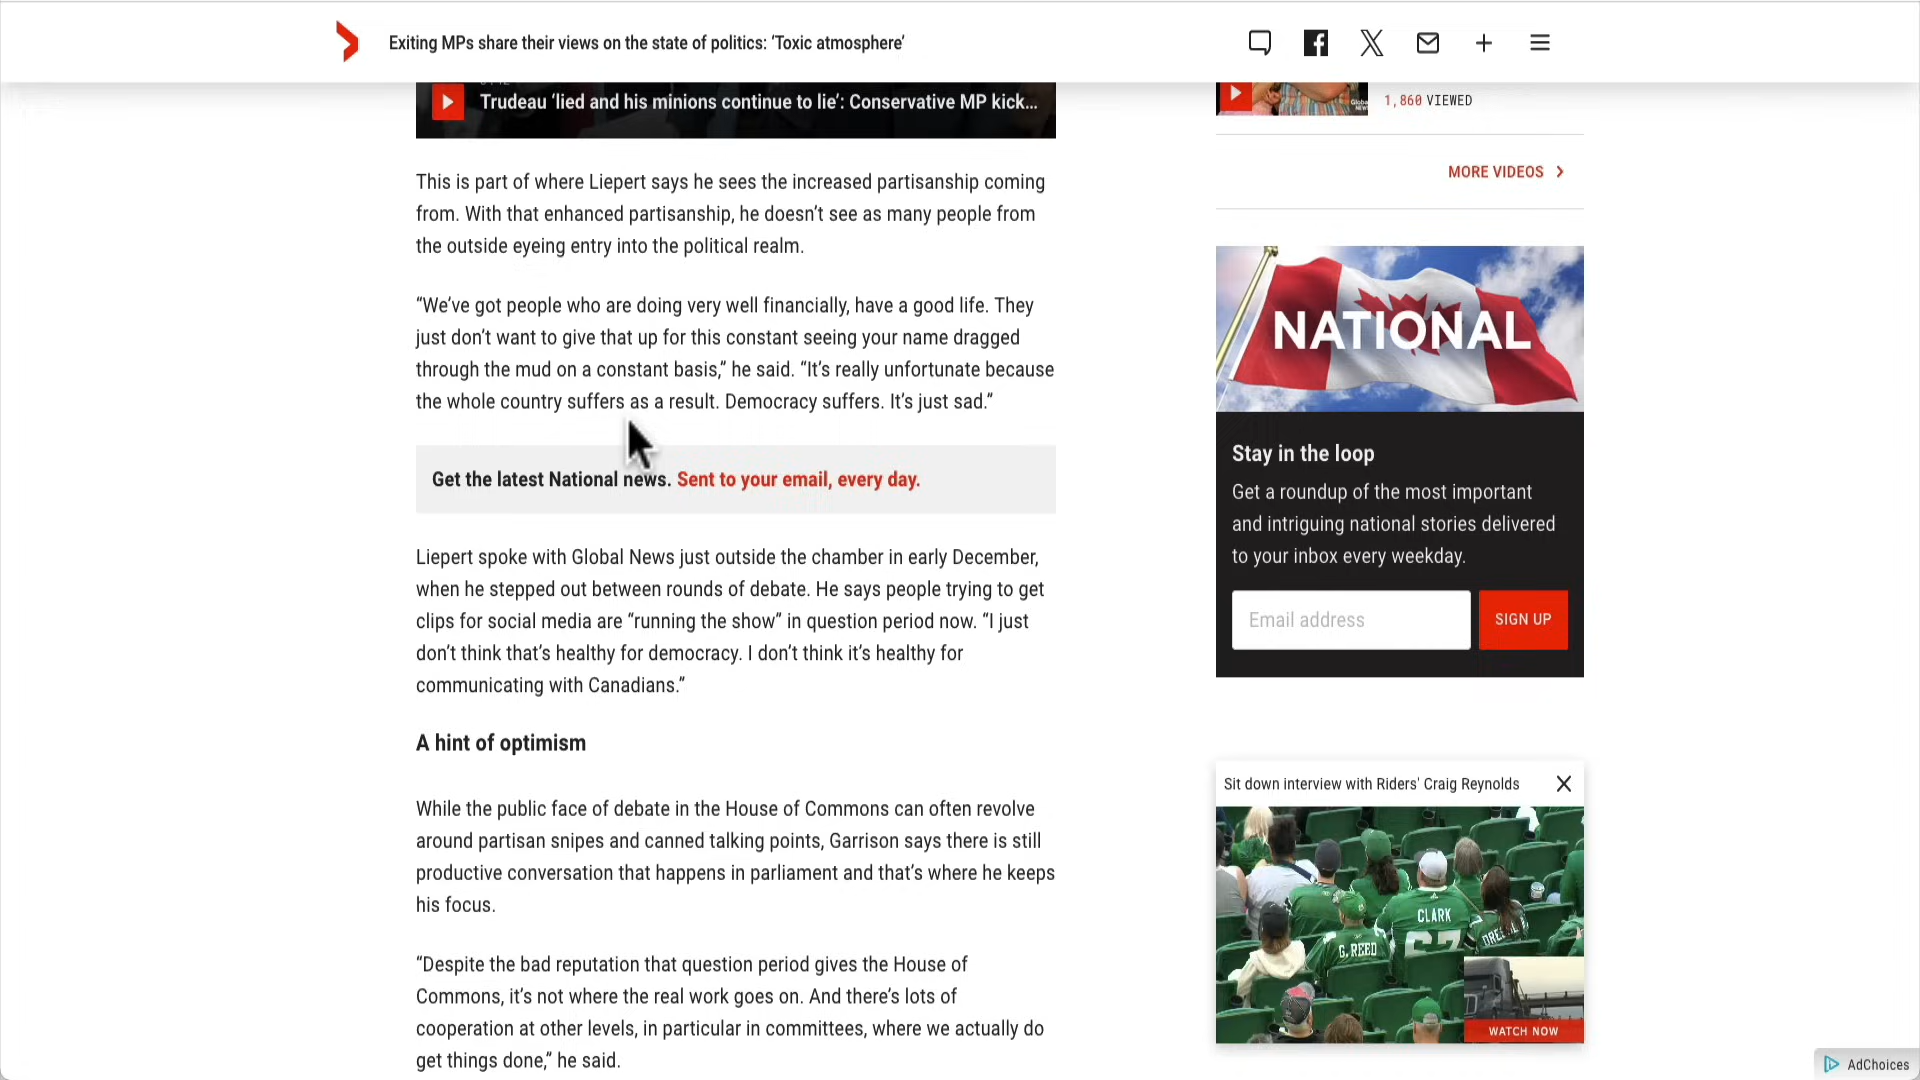 Exiting MPs share their views on the state of politics: ‘Toxic atmosphere’
Trudeau ‘lied and his minions continue to lie’: Conservative MP kick...
This is part of where Liepert says he sees the increased partisanship coming
from. With that enhanced partisanship, he doesn’t see as many people from
the outside eyeing entry into the political realm.
“We’ve got people who are doing very well financially, have a good life. They
just don’t want to give that up for this constant seeing your name dragged
through the mud on a constant basis,” he said. “It’s really unfortunate because
the whole country suffers as a result. Democracy suffers. It’s just sad.”
Get the latest National news. Sent to your email, every day.
Liepert spoke with Global News just outside the chamber in early December,
when he stepped out between rounds of debate. He says people trying to get
clips for social media are “running the show” in question period now. “I just
don’t think that’s healthy for democracy. I don’t think it’s healthy for
communicating with Canadians.”
A hint of optimism
While the public face of debate in the House of Commons can often revolve
around partisan snipes and canned talking points, Garrison says there is still
productive conversation that happens in parliament and that’s where he keeps
his focus.
“Despite the bad reputation that question period gives the House of
Commons, it’s not where the real work goes on. And there’s lots of
cooperation at other levels, in particular in committees, where we actually do
get things done,” he said.
1,860 VIEWED
MORE VIDEOS
NATIONAL
Stay in the loop
Get a roundup of the most important
and intriguing national stories delivered
to your inbox every weekday.
Email address
SIGN UP
Sit down interview with Riders' Craig Reynolds
CLARK
67
G. REED
WATCH NOW
AdChoices